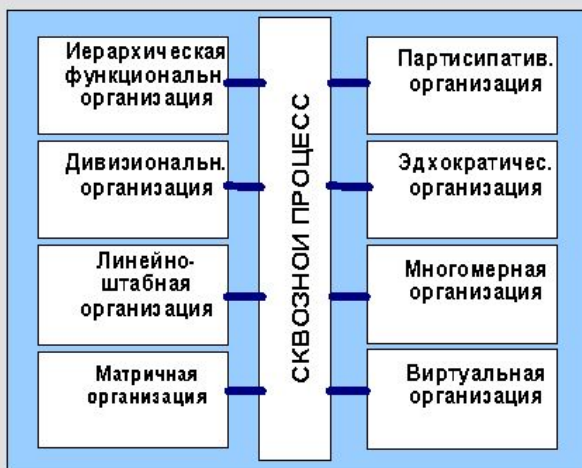 Иерархическая
функциональн.
организация
Дивизиональн.
организация
Линейно-
штабная
организация
Матричная
организация
СКВОЗНОЙ ПРОЦЕСС
Партисипатив.
организация
Эдхократичес.
организация
Многомерная
организация
Виртуальная
организация